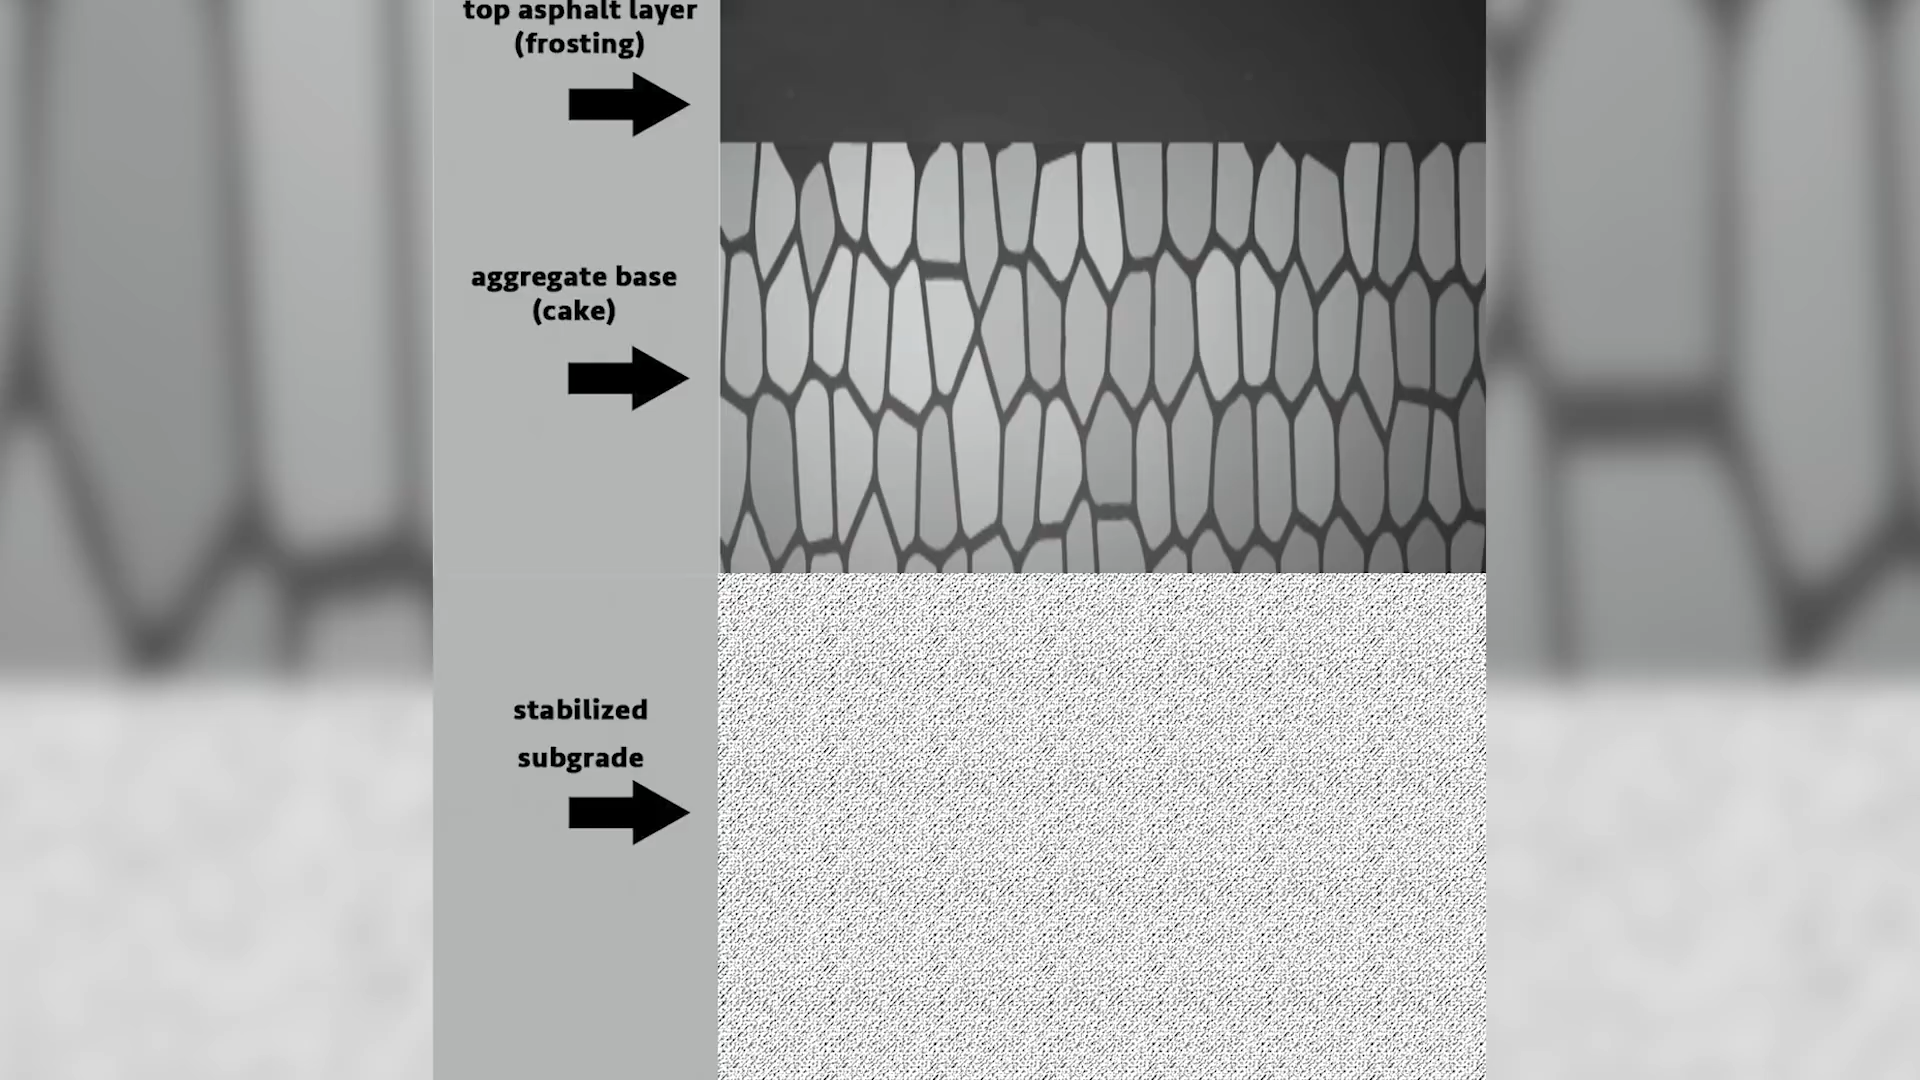 top asphalt layer
(frosting)
aggregate base
(cake)
stabilized
subgrade